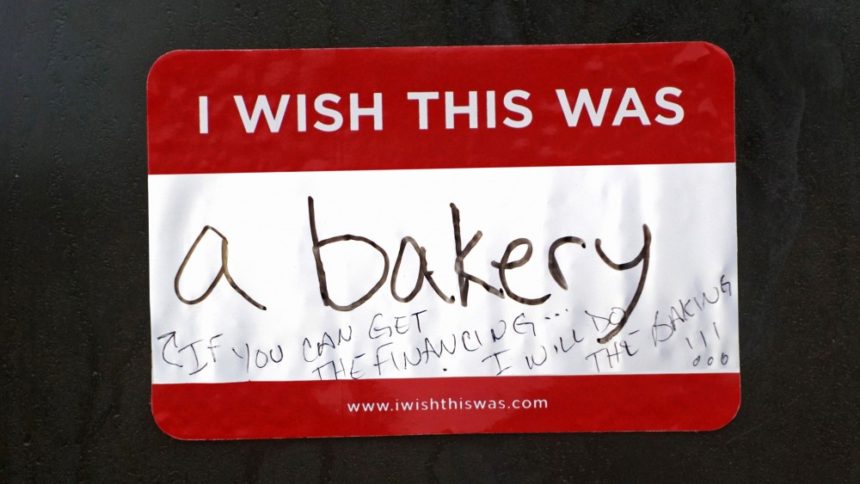 I WISH THIS WAS
a bakery
IF YOU CAN GET
THE FINANCING... I WILL DO
THE BAKING !!!
www.iwishthiswas.com